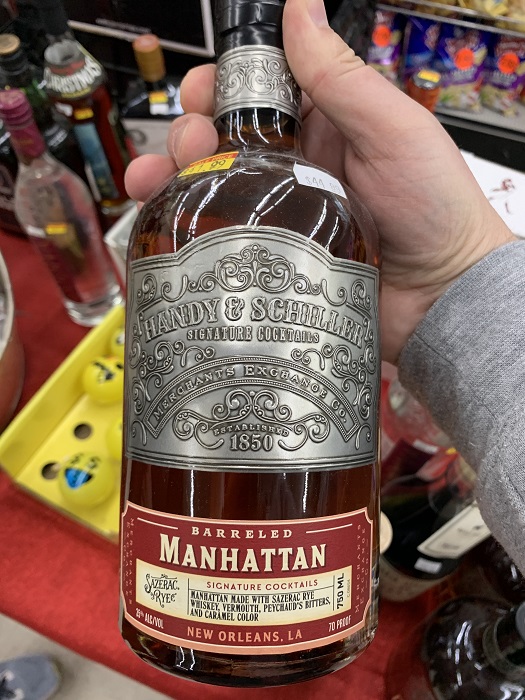 HANDY & SCHILLER
SIGNATURE COCKTAILS
MERCHANTS EXCHANGE CO.
ESTABLISHED
1850
BARRELED
MANHATTAN
SIGNATURE COCKTAILS
SAZERAC
RYE
MANHATTAN MADE WITH SAZERAC RYE
WHISKEY, VERMOUTH, PEYCHAUD'S BITTERS,
AND CARAMEL COLOR
750 ML
35% ALC/VOL
NEW ORLEANS, LA
70 PROOF